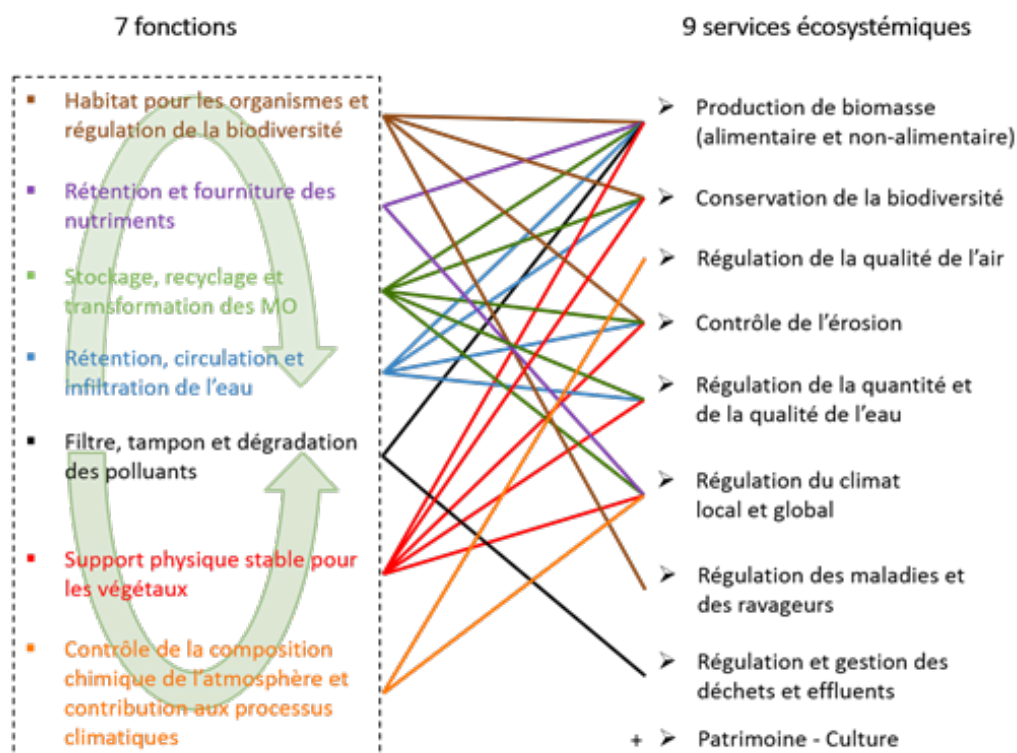 7 fonctions
Habitat pour les organismes et
régulation de la biodiversité
Rétention et fourniture des
nutriments
Stockage, recyclage et
transformation des MO
Rétention, circulation et
infiltration de l'eau
Filtre, tampon et dégradation
des polluants
Support physique stable pour
les végétaux
Contrôle de la composition
chimique de l'atmosphère et
contribution aux processus
climatiques
9 services écosystémiques
Production de biomasse
(alimentaire et non-alimentaire)
Conservation de la biodiversité
Régulation de la qualité de l'air
Contrôle de l'érosion
Régulation de la quantité et
de la qualité de l'eau
Régulation du climat
local et global
Régulation des maladies et
des ravageurs
Régulation et gestion des
déchets et effluents
+ Patrimoine - Culture